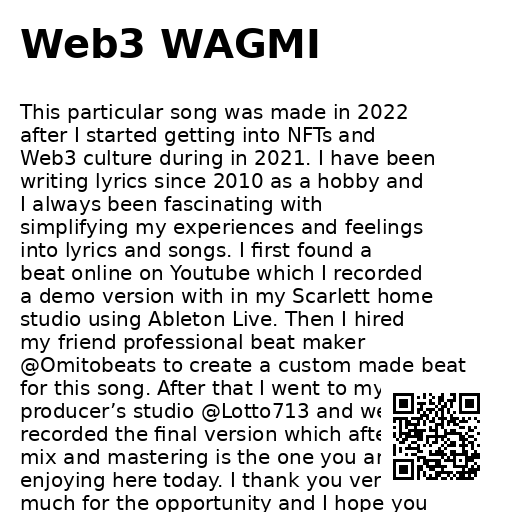 Web3 WAGMI
This particular song was made in 2022
after I started getting into NFTs and
Web3 culture during in 2021. I have been
writing lyrics since 2010 as a hobby and
I always been fascinating with
simplifying my experiences and feelings
into lyrics and songs. I first found a
beat online on Youtube which I recorded
a demo version with in my Scarlett home
studio using Ableton Live. Then I hired
my friend professional beat maker
@Omitobeats to create a custom made beat
for this song. After that I went to my
producer’s studio @Lotto713 and we
recorded the final version which afte
mix and mastering is the one you ar
enjoying here today. I thank you ver
much for the opportunity and I hope you